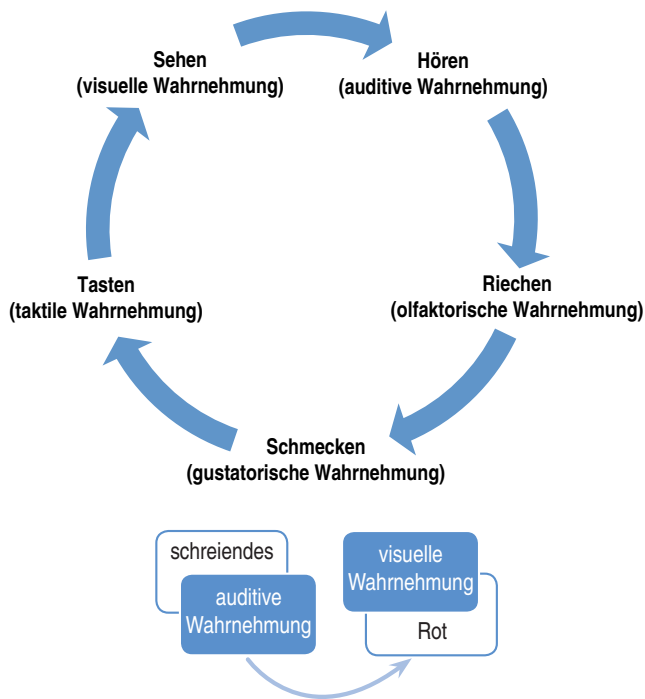 Sehen
(visuelle Wahrnehmung)
Hören
(auditive Wahrnehmung)
Riechen
(olfaktorische Wahrnehmung)
Schmecken
(gustatorische Wahrnehmung)
Tasten
(taktile Wahrnehmung)
schreiendes
auditive
Wahrnehmung
visuelle
Wahrnehmung
Rot